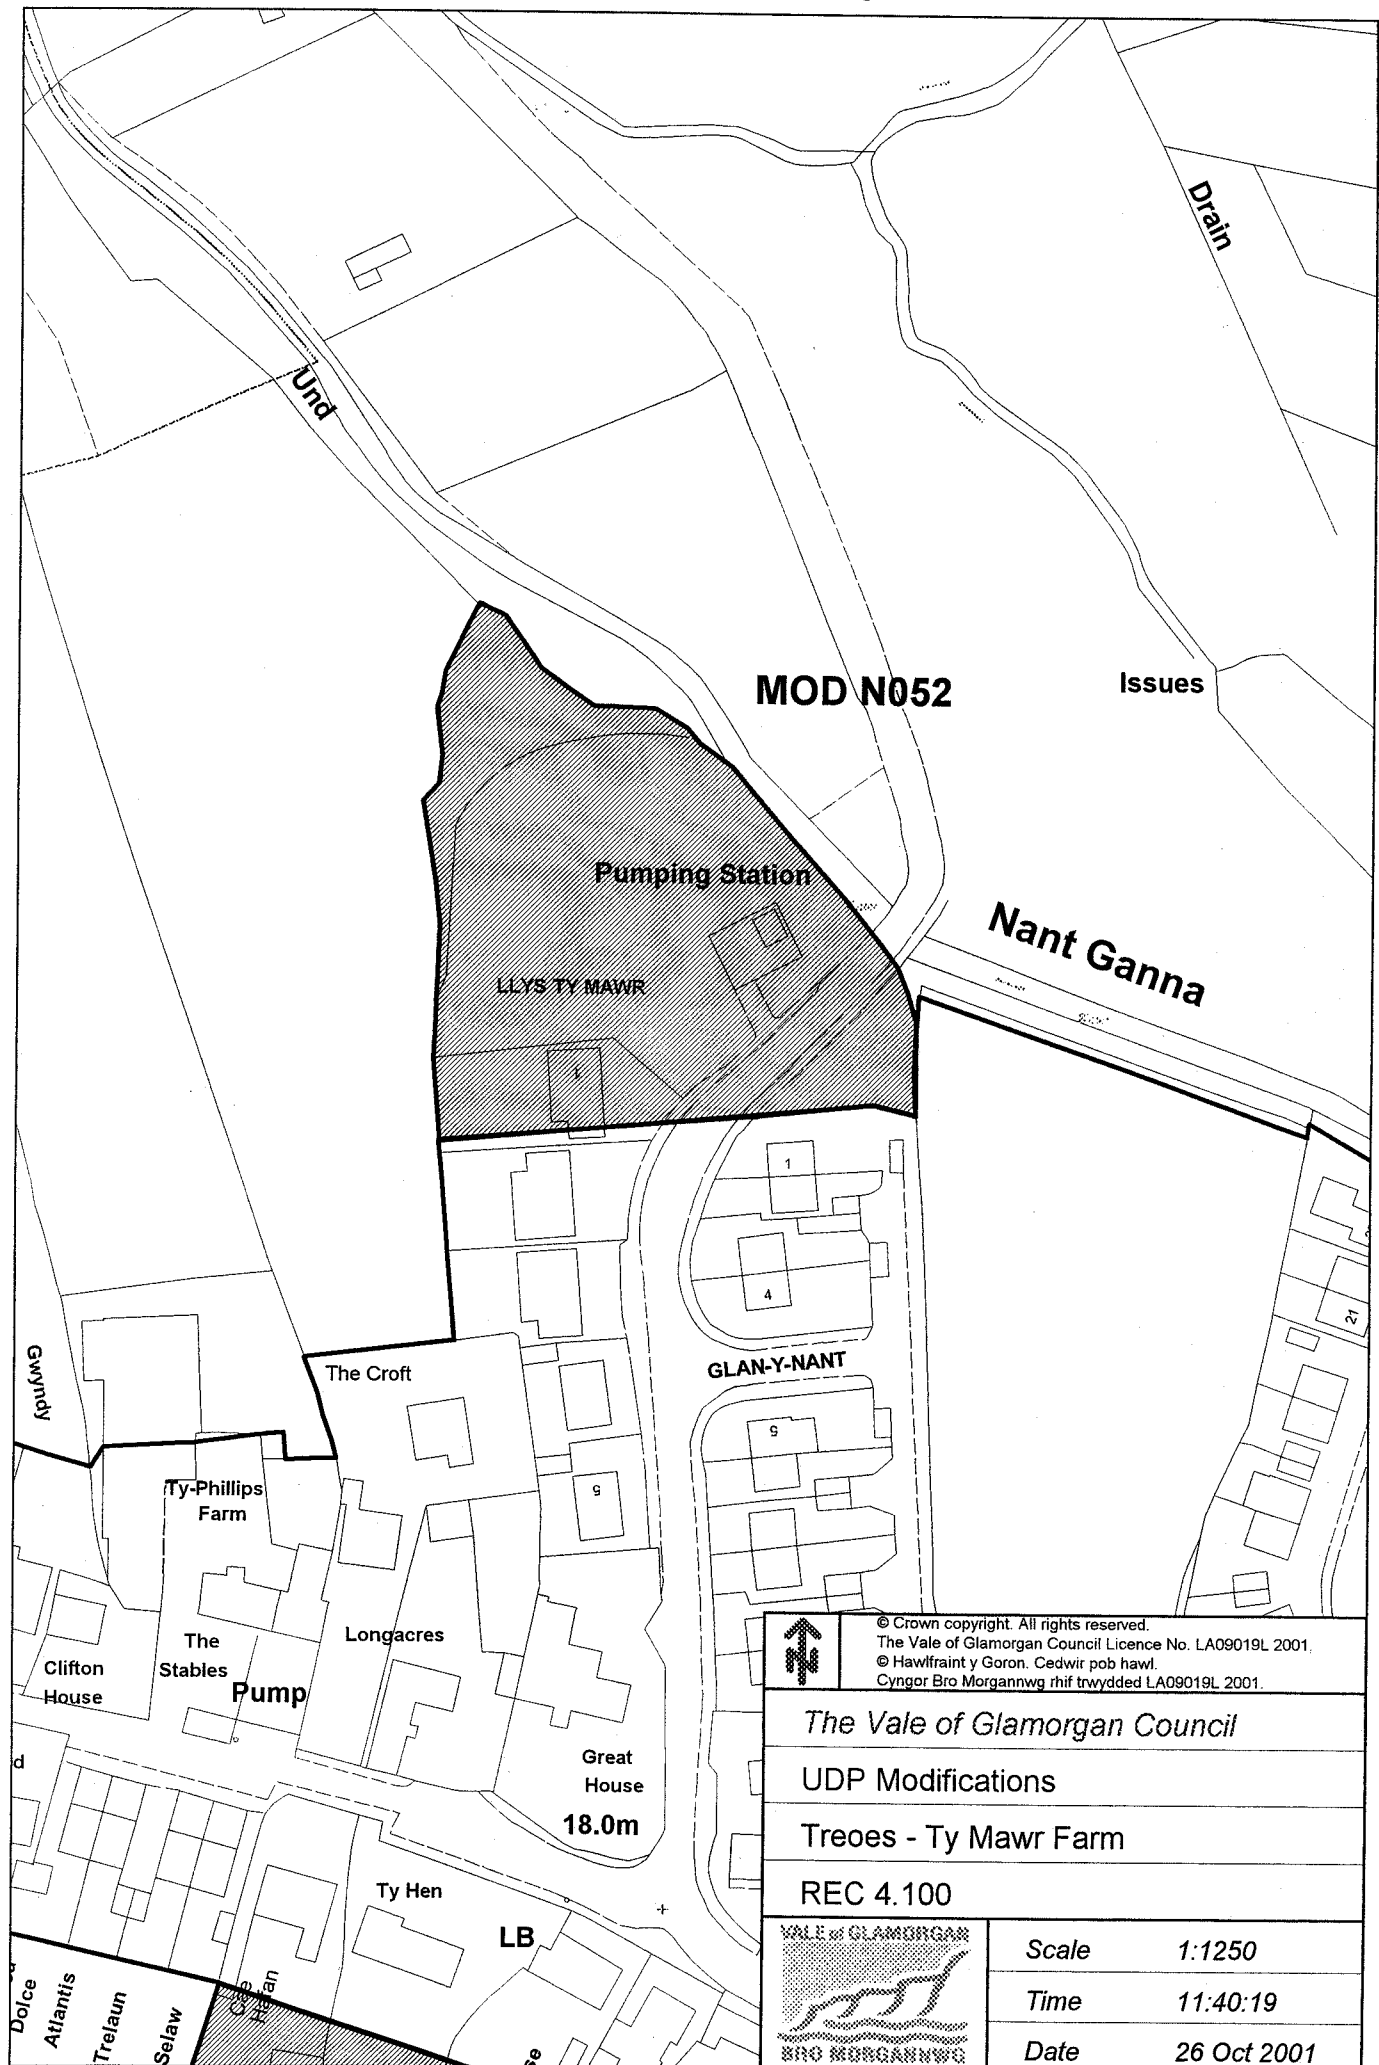 Drain
Und
MOD N052
Issues
Pumping Station
Nant Ganna
LLYS TY MAWR
1
1
4
21
GLAN-Y-NANT
The Croft
Gwyndy
5
5
Ty-Phillips
Farm
Longacres
The
Stables
Clifton
House
Pump
Great
House
18.0m
Ty Hen
LB
Cae
Hafan
Dolce
Atlantis
Trelaun
Selaw
© Crown copyright. All rights reserved.
The Vale of Glamorgan Council Licence No. LA09019L 2001.
© Hawlfraint y Goron. Cedwir pob hawl.
Cyngor Bro Morgannwg rhif trwydded LA09019L 2001.
N
The Vale of Glamorgan Council
UDP Modifications
Treoes - Ty Mawr Farm
REC 4.100
VALE of GLAMORGAN
BRO MORGANNWG
Scale 1:1250
Time 11:40:19
Date 26 Oct 2001